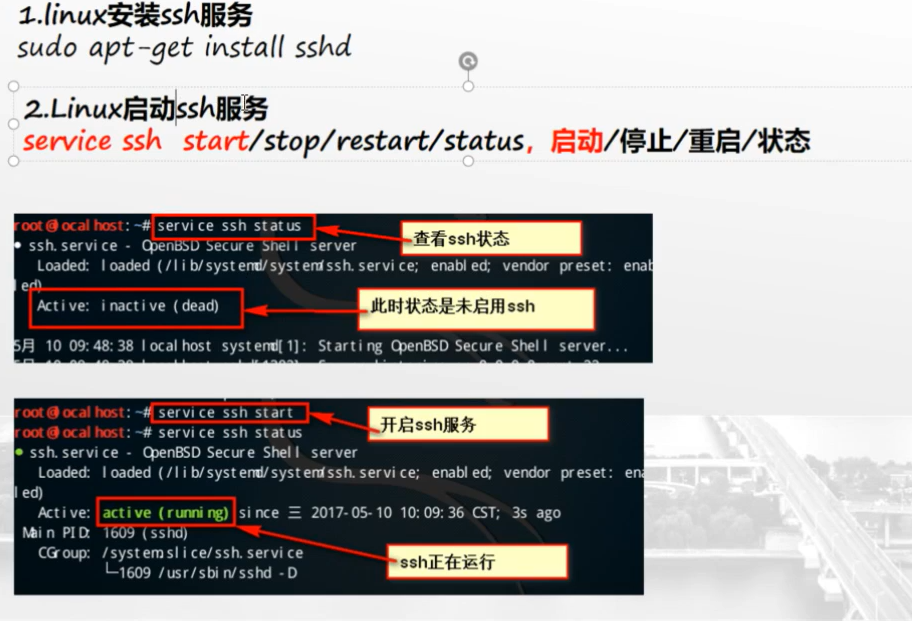 1.linux安装ssh服务
sudo apt-get install sshd
2.Linux启动ssh服务
service ssh start/stop/restart/status，启动/停止/重启/状态
root@localhost:~# service ssh status
查看ssh状态
● ssh.service - OpenBSD Secure Shell server
Loaded: loaded (/lib/systemd/system/ssh.service; enabled; vendor preset: enab
led)
Active: inactive (dead)
此时状态是未启用ssh
5月 10 09:48:38 localhost systemd[1]: Starting OpenBSD Secure Shell server...
root@localhost:~# service ssh start
开启ssh服务
root@localhost:~# service ssh status
● ssh.service - OpenBSD Secure Shell server
Loaded: loaded (/lib/systemd/system/ssh.service; enabled; vendor preset: ena
led)
Active: active (running) since 三 2017-05-10 10:09:36 CST; 3s ago
Main PID: 1609 (sshd)
CGroup: /system.slice/ssh.service
ssh正在运行
└─1609 /usr/sbin/sshd -D